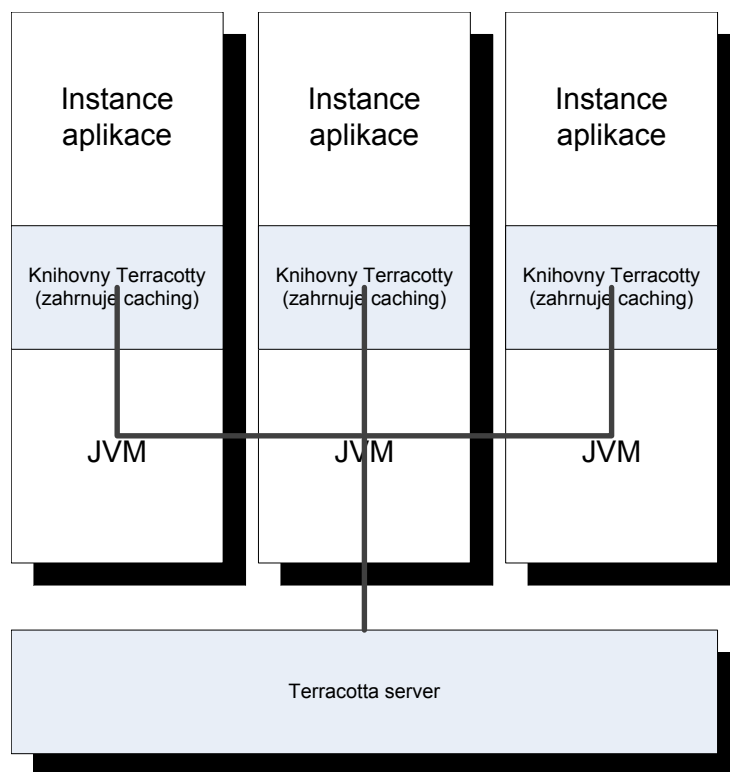 Instance
aplikace
Instance
aplikace
Instance
aplikace
Knihovny Terracotty
(zahrnuje caching)
Knihovny Terracotty
(zahrnuje caching)
Knihovny Terracotty
(zahrnuje caching)
JVM
JVM
JVM
Terracotta server